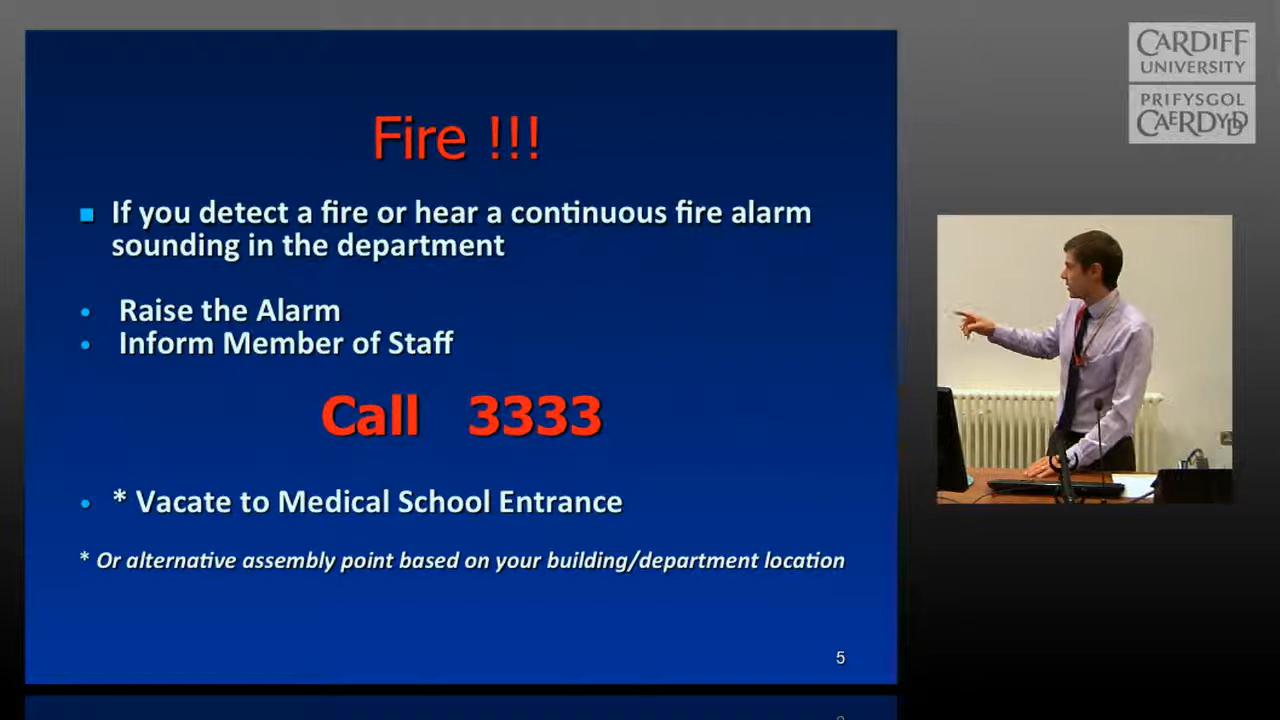 CARDIFF
UNIVERSITY
PRIFYSGOL
CAERDYDD
Fire !!!
If you detect a fire or hear a continuous fire alarm
sounding in the department
Raise the Alarm
Inform Member of Staff
Call 3333
* Vacate to Medical School Entrance
* Or alternative assembly point based on your building/department location
5